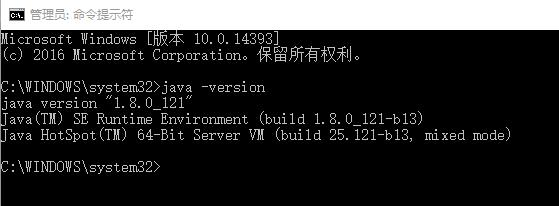 管理员: 命令提示符
Microsoft Windows [版本 10.0.14393]
(c) 2016 Microsoft Corporation。保留所有权利。
C:\WINDOWS\system32>java -version
java version "1.8.0_121"
Java(TM) SE Runtime Environment (build 1.8.0_121-b13)
Java HotSpot(TM) 64-Bit Server VM (build 25.121-b13, mixed mode)
C:\WINDOWS\system32>